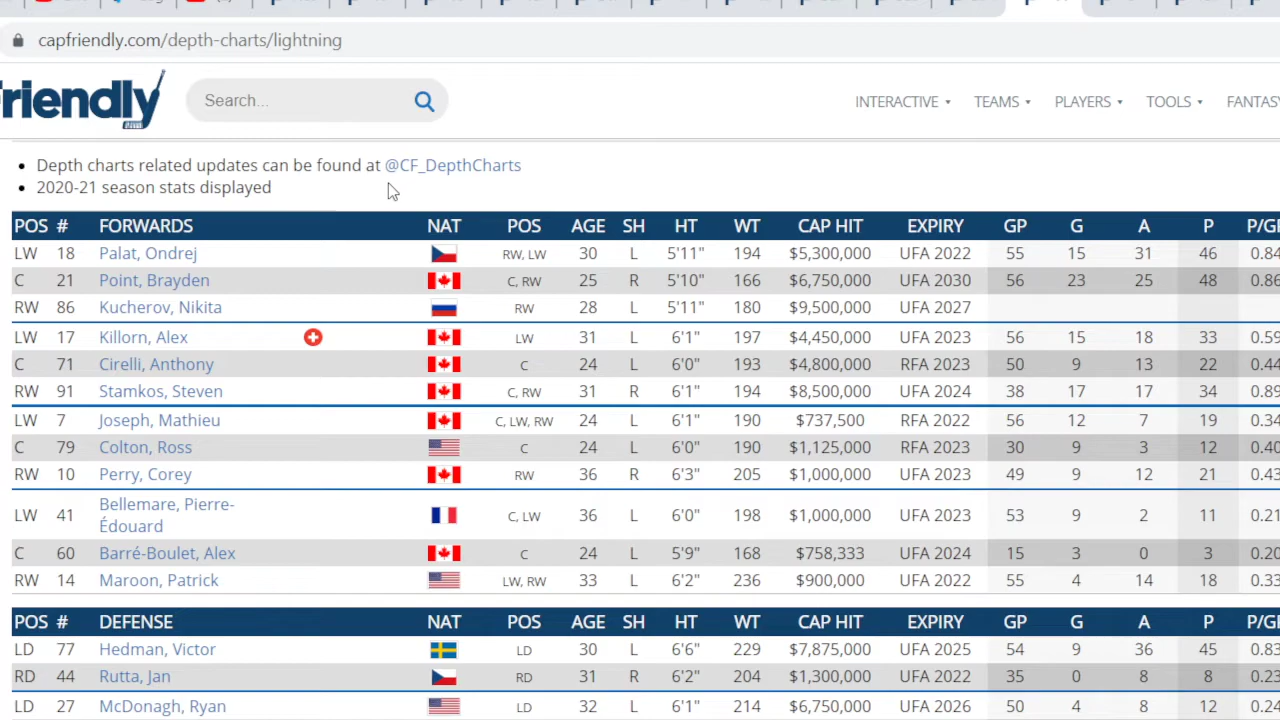 capfriendly.com/depth-charts/lightning
friendly
Search...
INTERACTIVE
TEAMS
PLAYERS
TOOLS
FANTASY
Depth charts related updates can be found at @CF_DepthCharts
2020-21 season stats displayed
POS # FORWARDS NAT POS AGE SH HT WT CAP HIT EXPIRY GP G A P P/GP
LW 18 Palat, Ondrej RW, LW 30 L 5'11" 194 $5,300,000 UFA 2022 55 15 31 46 0.84
C 21 Point, Brayden C, RW 25 R 5'10" 166 $6,750,000 UFA 2030 56 23 25 48 0.86
RW 86 Kucherov, Nikita RW 28 L 5'11" 180 $9,500,000 UFA 2027
LW 17 Killorn, Alex LW 31 L 6'1" 197 $4,450,000 UFA 2023 56 15 18 33 0.59
C 71 Cirelli, Anthony C 24 L 6'0" 193 $4,800,000 RFA 2023 50 9 13 22 0.44
RW 91 Stamkos, Steven C, RW 31 R 6'1" 194 $8,500,000 UFA 2024 38 17 17 34 0.89
LW 7 Joseph, Mathieu C, LW, RW 24 L 6'1" 190 $737,500 RFA 2022 56 12 7 19 0.34
C 79 Colton, Ross C 24 L 6'0" 190 $1,125,000 RFA 2023 30 9 3 12 0.40
RW 10 Perry, Corey RW 36 R 6'3" 205 $1,000,000 UFA 2023 49 9 12 21 0.43
LW 41 Bellemare, Pierre-Édouard C, LW 36 L 6'0" 198 $1,000,000 UFA 2023 53 9 2 11 0.21
C 60 Barré-Boulet, Alex C 24 L 5'9" 168 $758,333 UFA 2024 15 3 0 3 0.20
RW 14 Maroon, Patrick LW, RW 33 L 6'2" 236 $900,000 UFA 2022 55 4 14 18 0.33
POS # DEFENSE NAT POS AGE SH HT WT CAP HIT EXPIRY GP G A P P/GP
LD 77 Hedman, Victor LD 30 L 6'6" 229 $7,875,000 UFA 2025 54 9 36 45 0.83
RD 44 Rutta, Jan RD 31 R 6'2" 204 $1,300,000 UFA 2022 35 0 8 8 0.23
LD 27 McDonagh, Ryan LD 32 L 6'1" 214 $6,750,000 UFA 2026 50 4 8 12 0.24